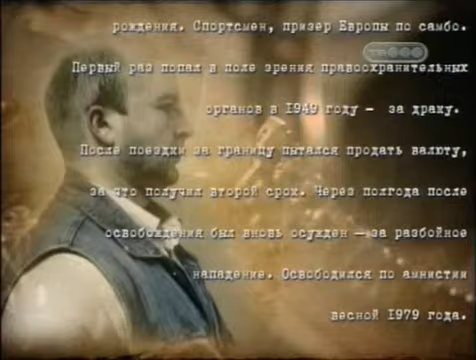 рождения. Спортсмен, призер Европы по самбо.
Первый раз попал в поле зрения правоохранительных
органов в 1949 году – за драку.
После поездки за границу пытался продать валюту,
за что получил второй срок. Через полгода после
освобождения был вновь осужден – за разбойное
нападение. Освободился по амнистии
весной 1979 года.